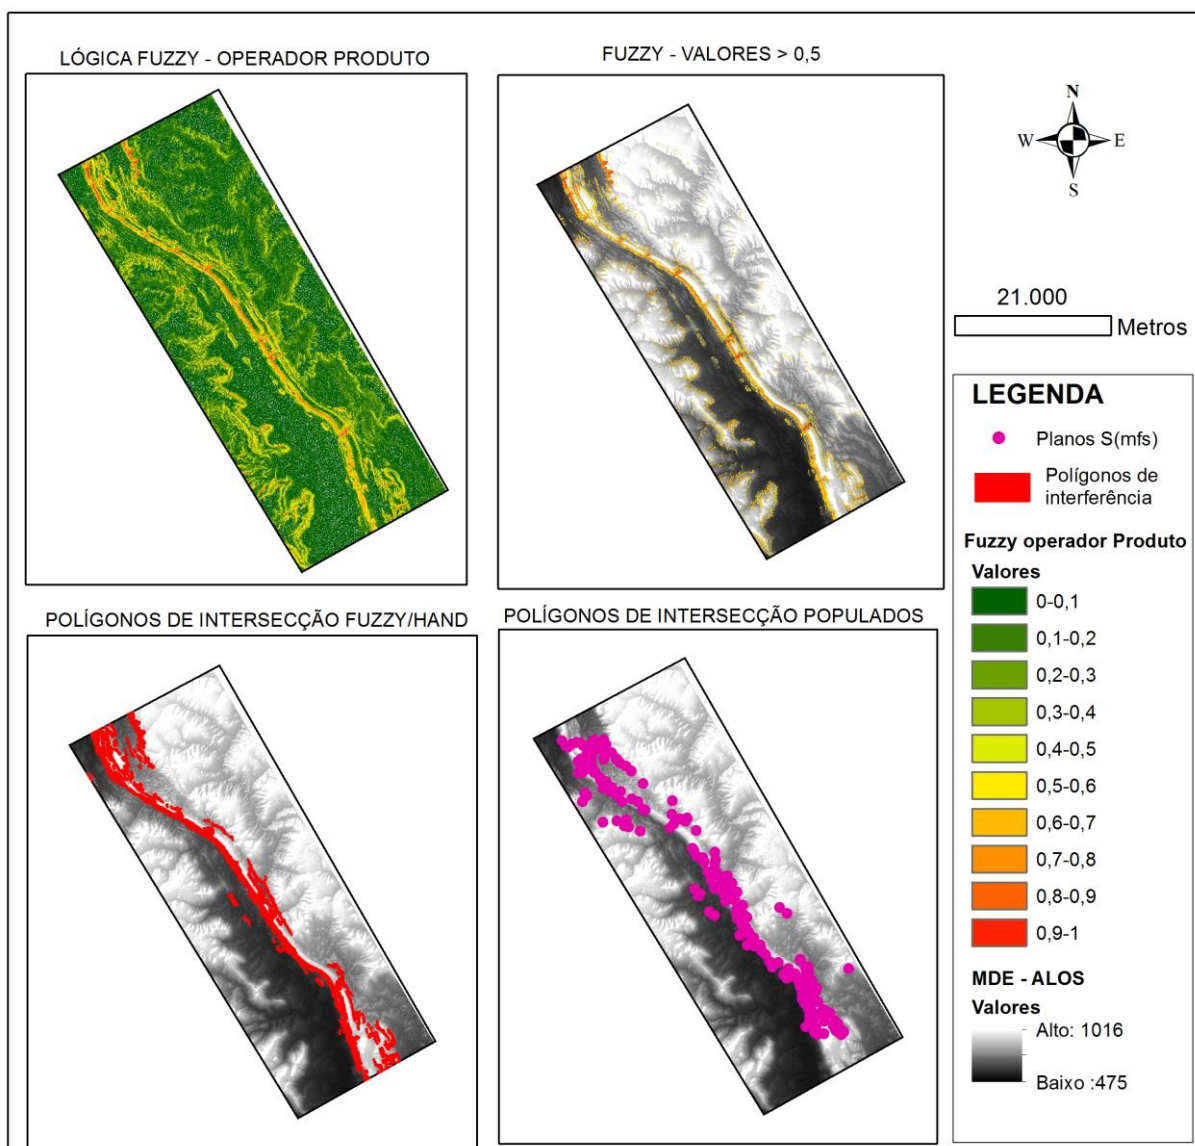 LÓGICA FUZZY - OPERADOR PRODUTO
FUZZY - VALORES > 0,5
N
W
E
S
21.000
Metros
POLÍGONOS DE INTERSECÇÃO FUZZY/HAND
POLÍGONOS DE INTERSECÇÃO POPULADOS
LEGENDA
Planos S(mfs)
Polígonos de
interferência
Fuzzy operador Produto
Valores
0-0,1
0,1-0,2
0,2-0,3
0,3-0,4
0,4-0,5
0,5-0,6
0,6-0,7
0,7-0,8
0,8-0,9
0,9-1
MDE - ALOS
Valores
Alto: 1016
Baixo :475